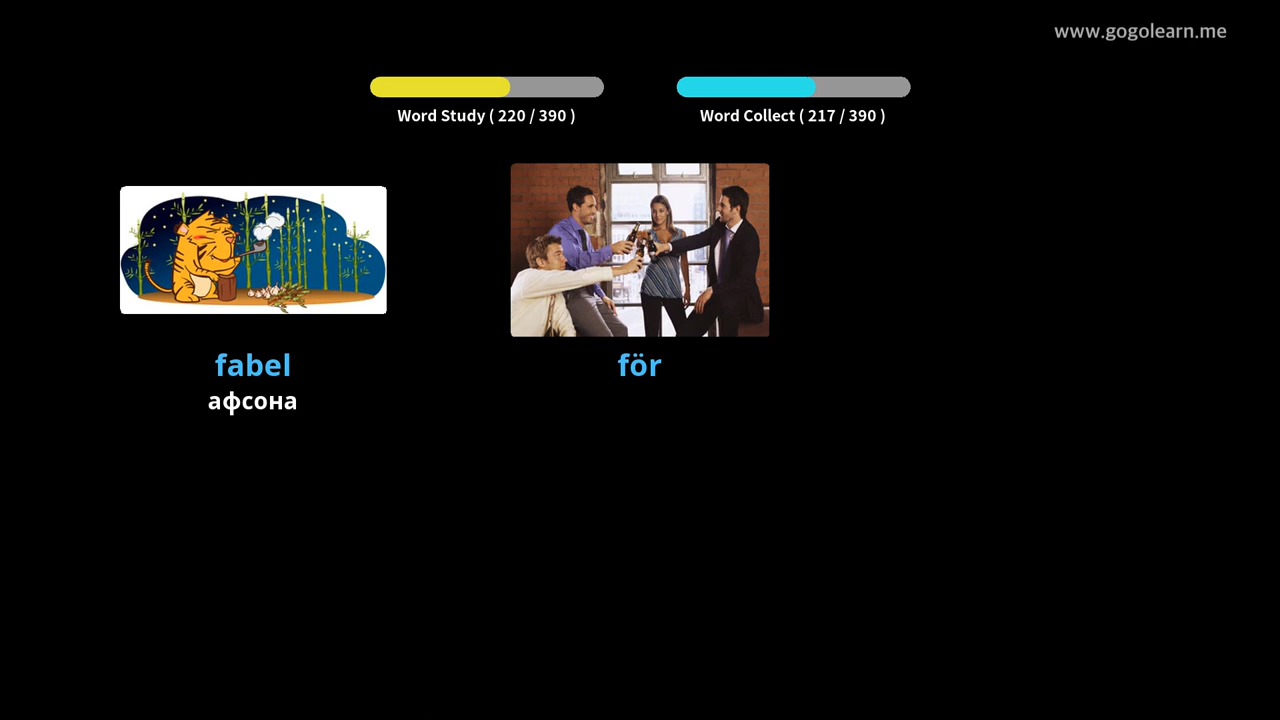 www.gogolearn.me
Word Study ( 220 / 390 )
Word Collect ( 217 / 390 )
fabel
афсона
för